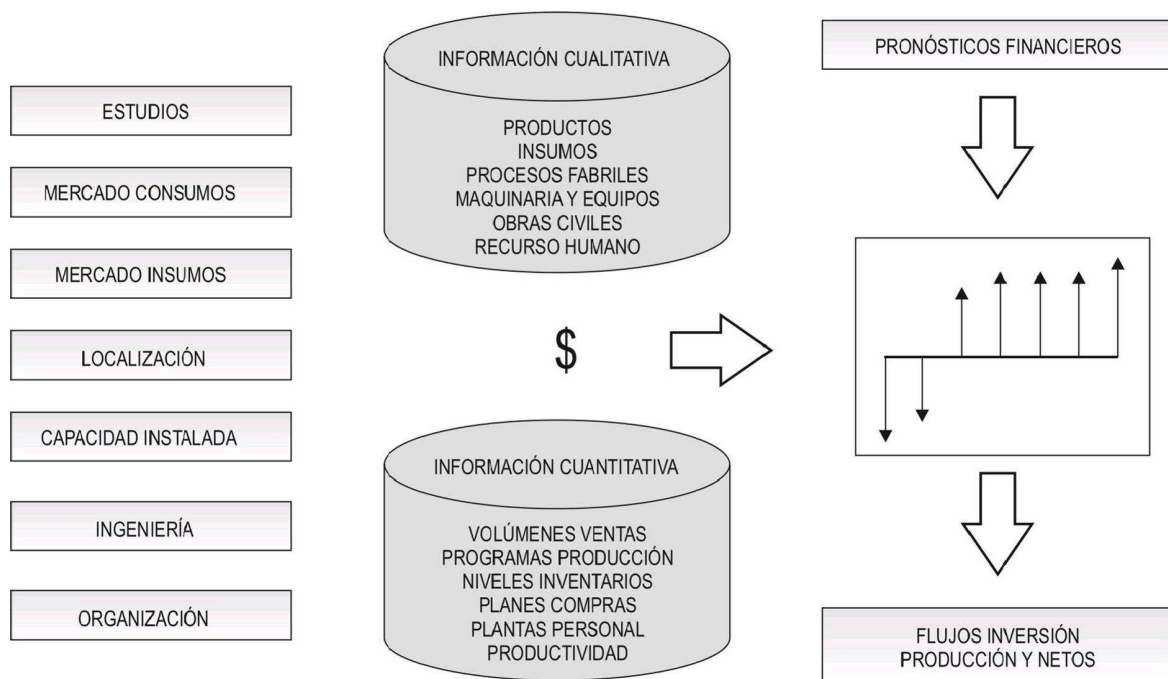 ESTUDIOS
MERCADO CONSUMOS
MERCADO INSUMOS
LOCALIZACIÓN
CAPACIDAD INSTALADA
INGENIERÍA
ORGANIZACIÓN
INFORMACIÓN CUALITATIVA
PRODUCTOS
INSUMOS
PROCESOS FABRILES
MAQUINARIA Y EQUIPOS
OBRAS CIVILES
RECURSO HUMANO
$
INFORMACIÓN CUANTITATIVA
VOLÚMENES VENTAS
PROGRAMAS PRODUCCIÓN
NIVELES INVENTARIOS
PLANES COMPRAS
PLANTAS PERSONAL
PRODUCTIVIDAD
PRONÓSTICOS FINANCIEROS
FLUJOS INVERSIÓN
PRODUCCIÓN Y NETOS